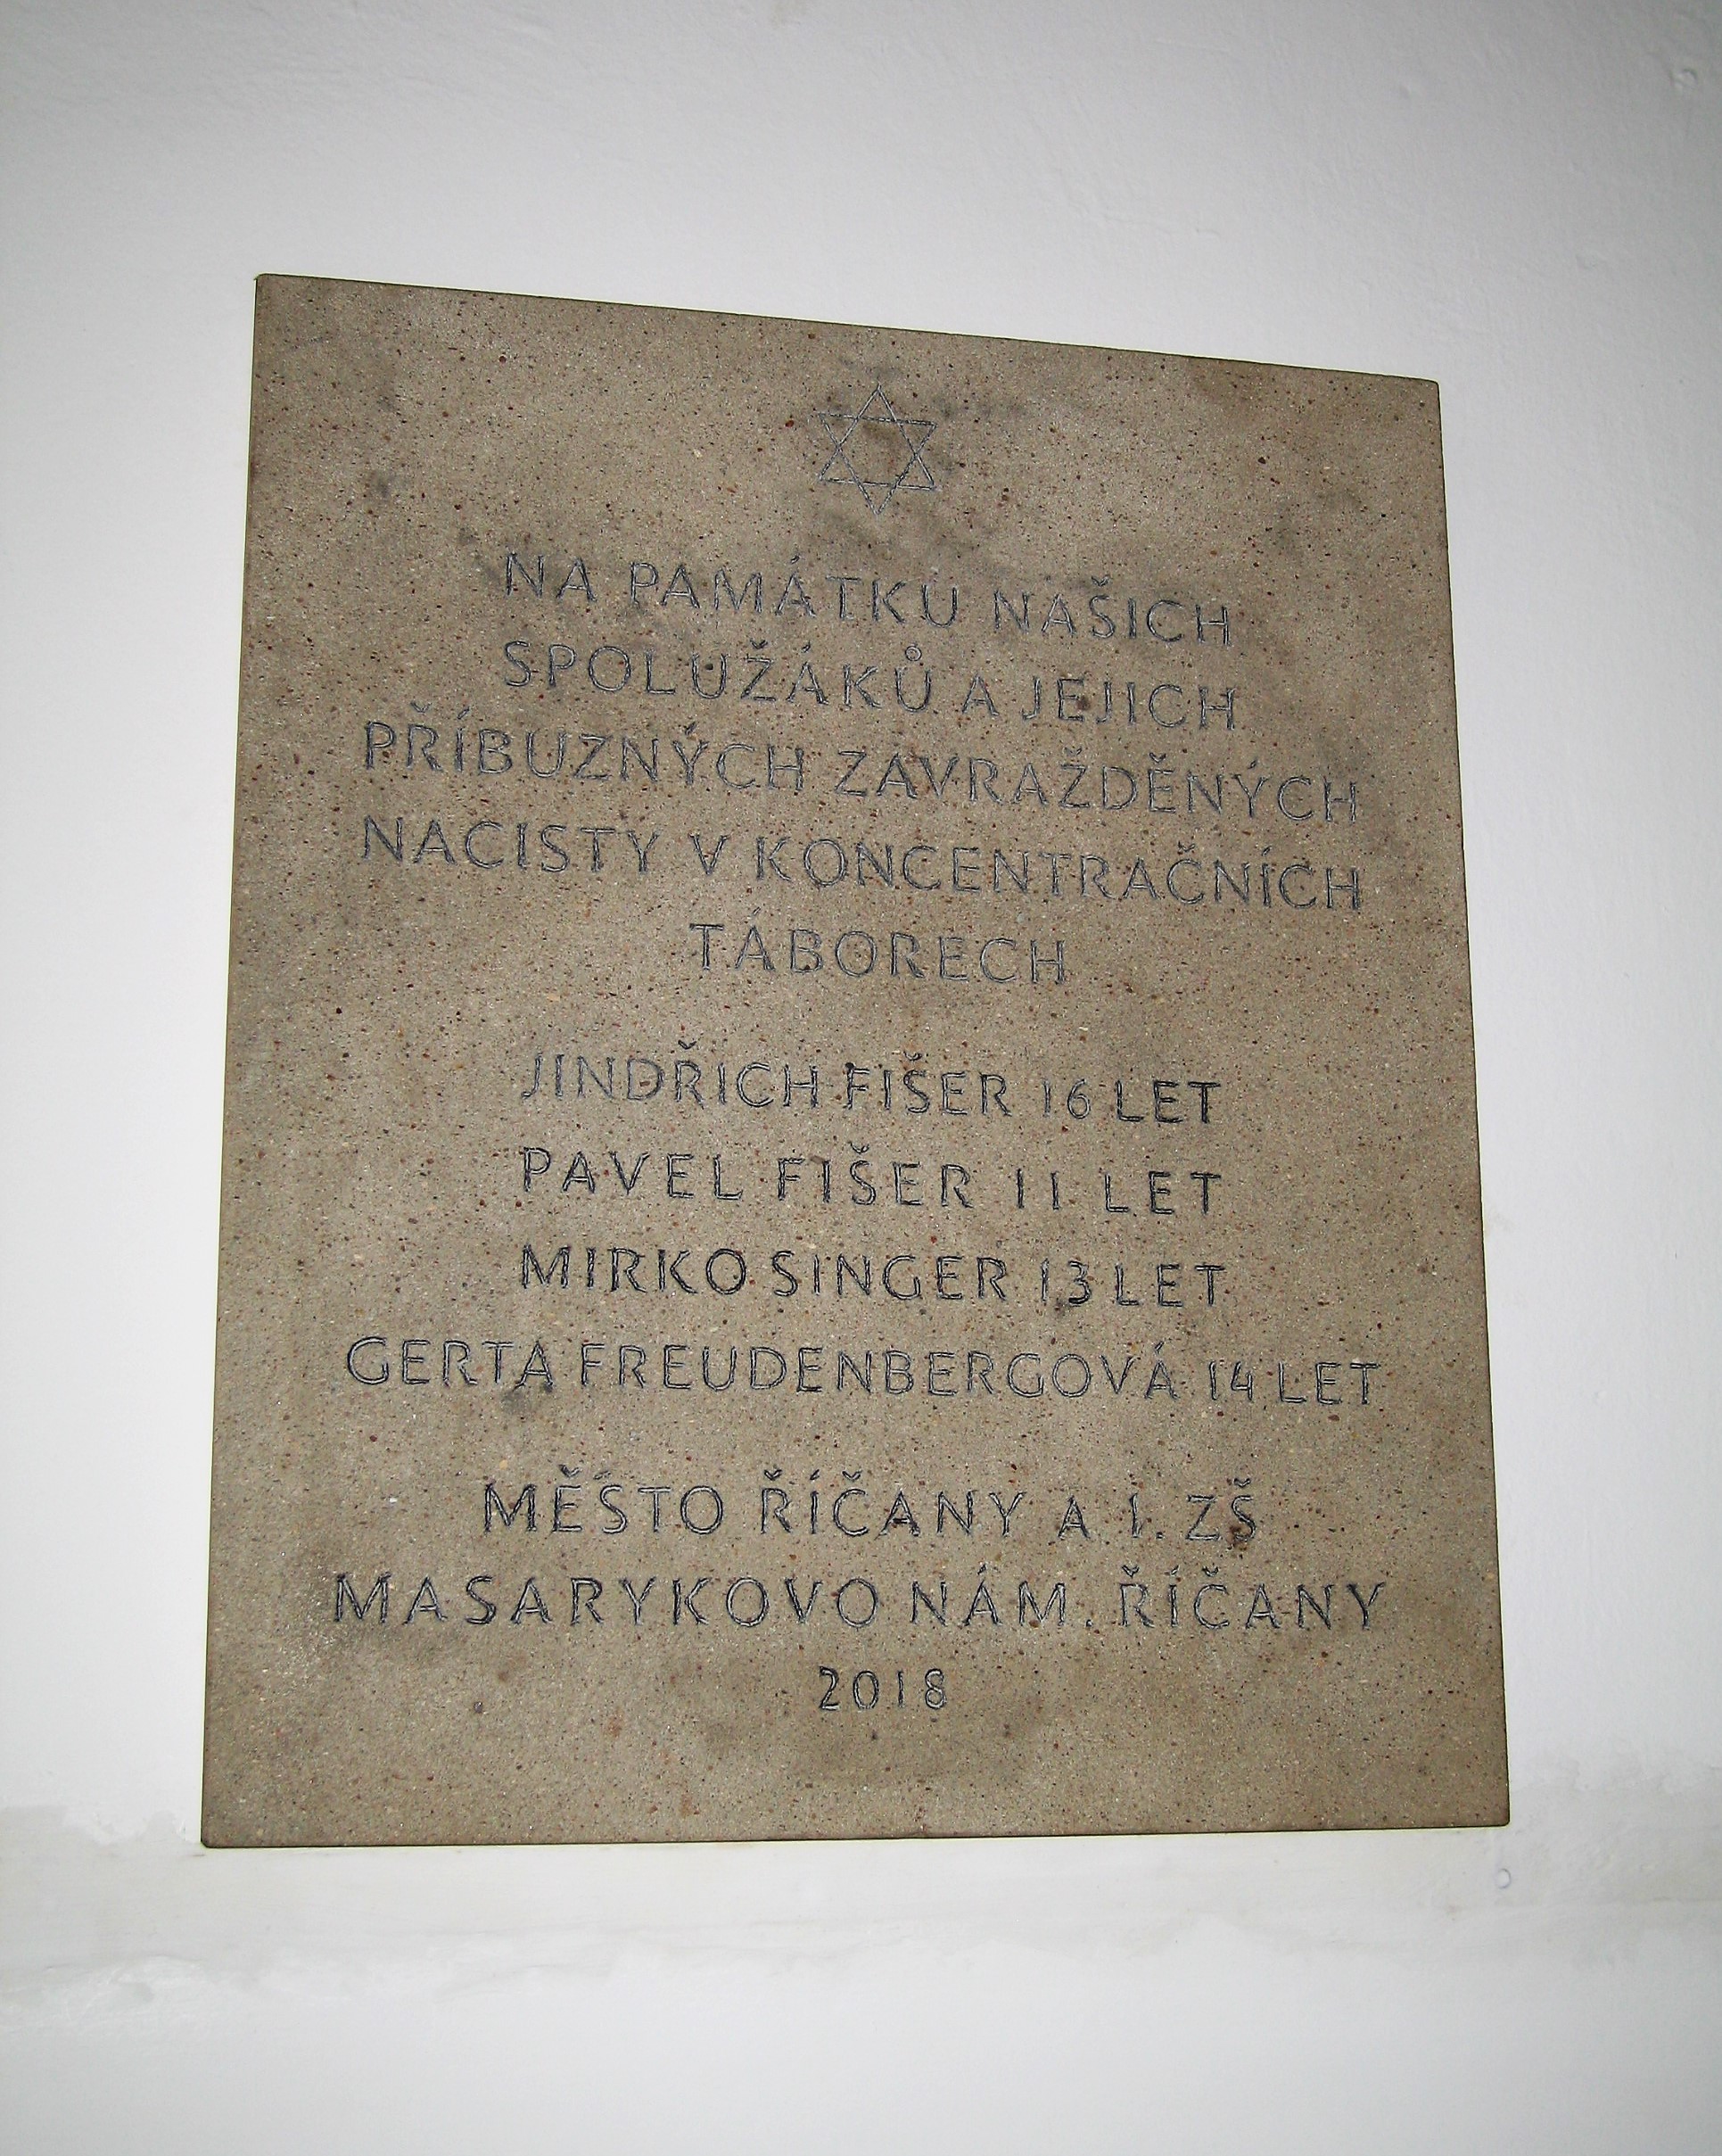 NA PAMÁTKU NAŠICH
SPOLUŽÁKŮ A JEJICH
PŘÍBUZNÝCH ZAVRAŽDĚNÝCH
NACISTY V KONCENTRAČNÍCH
TÁBORECH
JINDŘICH FIŠER 16 LET
PAVEL FIŠER 11 LET
MIRKO SINGER 13 LET
GERTA FREUDENBERGOVÁ 14 LET
MĚSTO ŘÍČANY A 1. ZŠ
MASARYKOVO NÁM. ŘÍČANY
2018